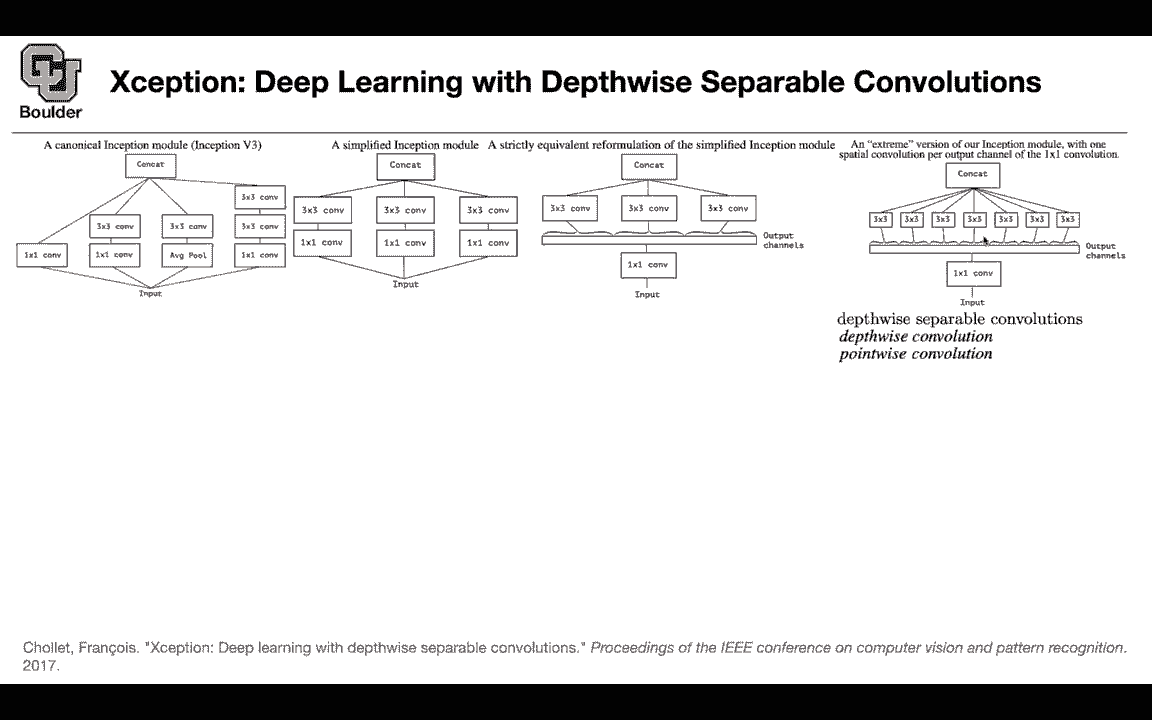 CU
Boulder
Xception: Deep Learning with Depthwise Separable Convolutions
A canonical Inception module (Inception V3)
Concat
3x3 conv
3x3 conv
3x3 conv
3x3 conv
1x1 conv
1x1 conv
Avg Pool
1x1 conv
Input
A simplified Inception module
Concat
3x3 conv
3x3 conv
3x3 conv
1x1 conv
1x1 conv
1x1 conv
Input
A strictly equivalent reformulation of the simplified Inception module
Concat
3x3 conv
3x3 conv
3x3 conv
Output
channels
1x1 conv
Input
An "extreme" version of our Inception module, with one
spatial convolution per output channel of the 1x1 convolution.
Concat
3x3
3x3
3x3
3x3
3x3
3x3
3x3
Output
channels
1x1 conv
Input
depthwise separable convolutions
depthwise convolution
pointwise convolution
Chollet, François. "Xception: Deep learning with depthwise separable convolutions." Proceedings of the IEEE conference on computer vision and pattern recognition.
2017.